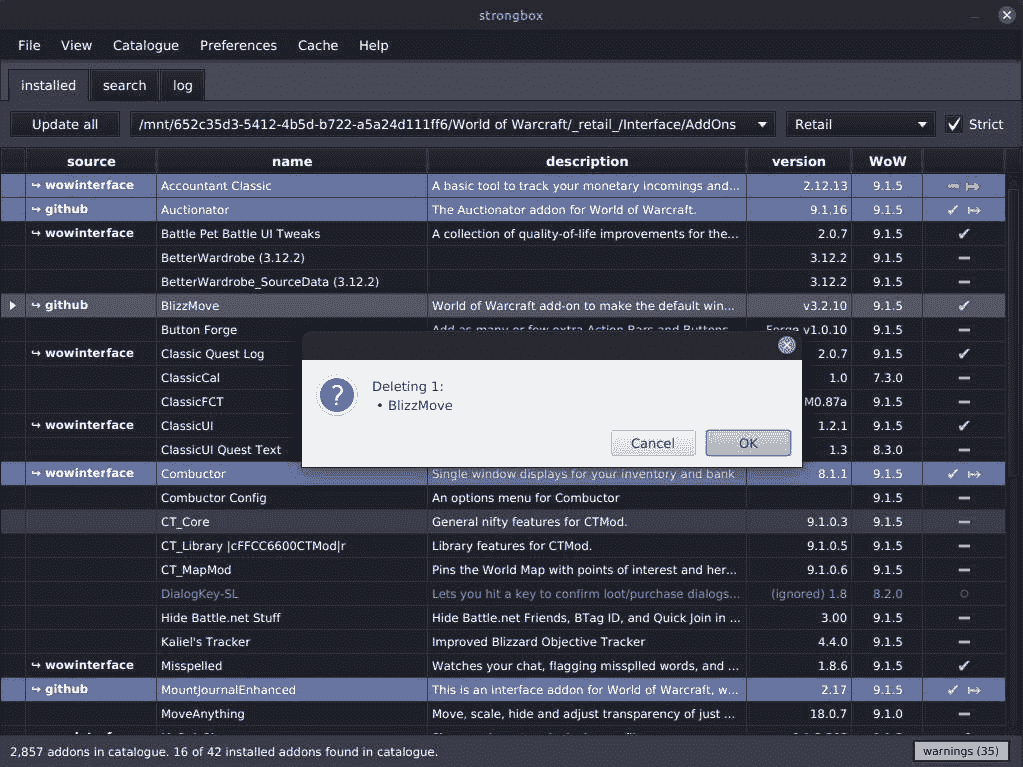 strongbox
File View Catalogue Preferences Cache Help
installed search log
Update all /mnt/652c35d3-5412-4b5d-b722-a5a24d111ff6/World of Warcraft/_retail_/Interface/AddOns Retail Strict
source name description version WoW
↪ wowinterface Accountant Classic A basic tool to track your monetary incomings and... 2.12.13 9.1.5
↪ github Auctionator The Auctionator addon for World of Warcraft. 9.1.16 9.1.5
↪ wowinterface Battle Pet Battle UI Tweaks A collection of quality-of-life improvements for the... 2.0.7 9.1.5
BetterWardrobe (3.12.2) 3.12.2 9.1.5
BetterWardrobe_SourceData (3.12.2) 3.12.2 9.1.5
↪ github BlizzMove World of Warcraft add-on to make the default win... v3.2.10 9.1.5
Button Forge Add as many or few extra Action Bars and Buttons Forge v1.0.10 9.1.5
↪ wowinterface Classic Quest Log 2.0.7 9.1.5
ClassicCal 1.0 7.3.0
ClassicFCT M0.87a 9.1.5
↪ wowinterface ClassicUI 1.2.1 9.1.5
ClassicUI Quest Text 1.3 8.3.0
Deleting 1:
• BlizzMove
Cancel OK
↪ wowinterface Combuctor Single window displays for your inventory and bank 8.1.1 9.1.5
Combuctor Config An options menu for Combuctor 9.1.5
CT_Core General nifty features for CTMod. 9.1.0.3 9.1.5
CT_Library |cFFCC6600CTMod|r Library features for CTMod. 9.1.0.5 9.1.5
CT_MapMod Pins the World Map with points of interest and her... 9.1.0.6 9.1.5
DialogKey-SL Lets you hit a key to confirm loot/purchase dialogs... (ignored) 1.8 8.2.0
Hide Battle.net Stuff Hide Battle.net Friends, BTag ID, and Quick Join in ... 3.00 9.1.5
Kaliel's Tracker Improved Blizzard Objective Tracker 4.4.0 9.1.5
↪ wowinterface Misspelled Watches your chat, flagging missplled words, and ... 1.8.6 9.1.5
↪ github MountJournalEnhanced This is an interface addon for World of Warcraft, w... 2.17 9.1.5
MoveAnything Move, scale, hide and adjust transparency of just ... 18.0.7 9.1.0
2,857 addons in catalogue. 16 of 42 installed addons found in catalogue. warnings (35)